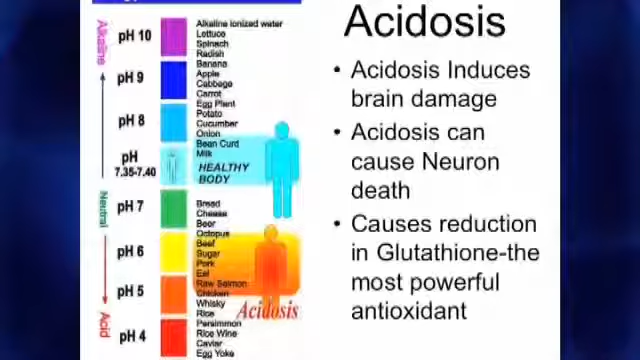 Acidosis
Alkaline
Neutral
Acid
pH 10
pH 9
pH 8
pH
7.35-7.40
pH 7
pH 6
pH 5
pH 4
Alkaline ionized water
Lettuce
Spinach
Radish
Banana
Apple
Cabbage
Carrot
Egg Plant
Potato
Cucumber
Onion
Bean Curd
Milk
HEALTHY
BODY
Bread
Cheese
Beer
Octopus
Beef
Sugar
Pork
Eel
Raw Salmon
Chicken
Whisky
Rice
Acidosis
Persimmon
Rice Wine
Caviar
Egg Yoke
• Acidosis Induces
brain damage
• Acidosis can
cause Neuron
death
• Causes reduction
in Glutathione-the
most powerful
antioxidant